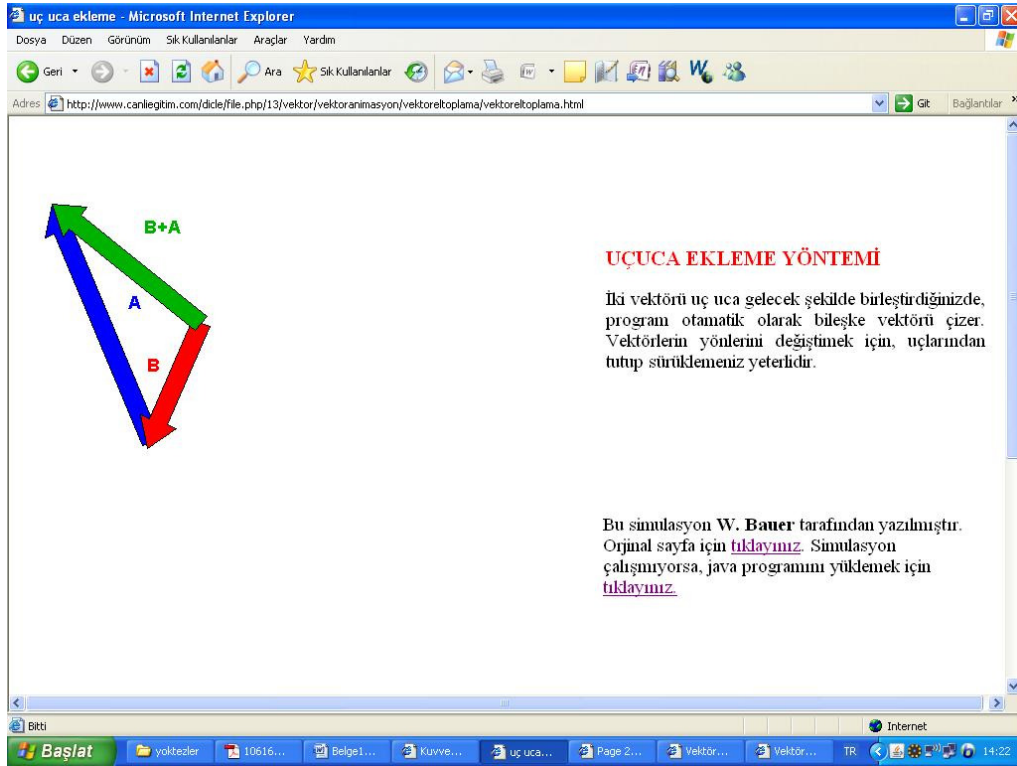 uç uca ekleme - Microsoft Internet Explorer
Dosya Düzen Görünüm Sık Kullanılanlar Araçlar Yardım
Geri Ara Sık Kullanılanlar
Adres http://www.canliegitim.com/dicle/file.php/13/vektor/vektoranimasyon/vektoreltoplama/vektoreltoplama.html Git Bağlantılar »
B+A
A
B
UÇUCA EKLEME YÖNTEMİ
İki vektörü uç uca gelecek şekilde birleştirdiğinizde,
program otamatik olarak bileşke vektörü çizer.
Vektörlerin yönlerini değiştimek için, uçlarından
tutup sürüklemeniz yeterlidir.
Bu simulasyon W. Bauer tarafından yazılmıştır.
Orjinal sayfa için tıklayınız. Simulasyon
çalışmıyorsa, java programını yüklemek için
tıklayınız.
Bitti Internet
Başlat yoktezler 10616... Belge1... Kuvve... uç uca... Page 2... Vektör... Vektör... TR 14:22